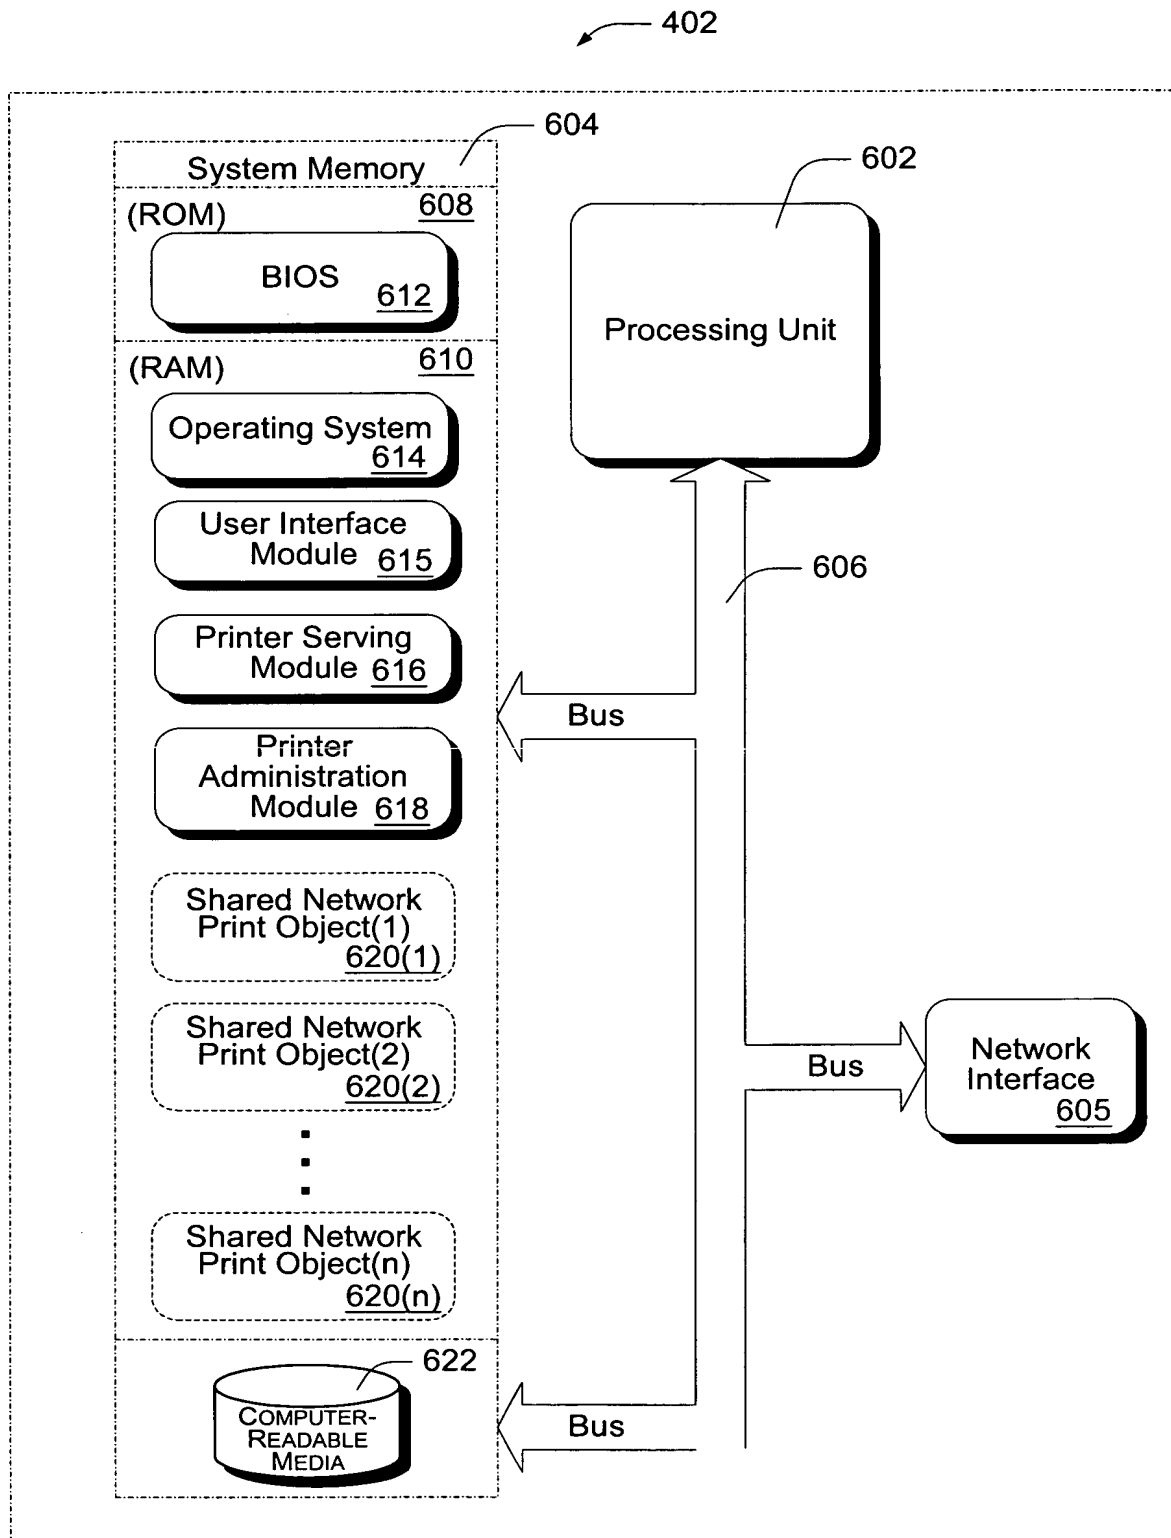 402
604
System Memory
602
(ROM)
608
BIOS
612
Processing Unit
(RAM)
610
Operating System
614
User Interface
Module
615
606
Printer Serving
Module
616
Bus
Printer
Administration
Module
618
Shared Network
Print Object(1)
620(1)
Shared Network
Print Object(2)
620(2)
Bus
Network
Interface
605
Shared Network
Print Object(n)
620(n)
622
COMPUTER-
READABLE
MEDIA
Bus